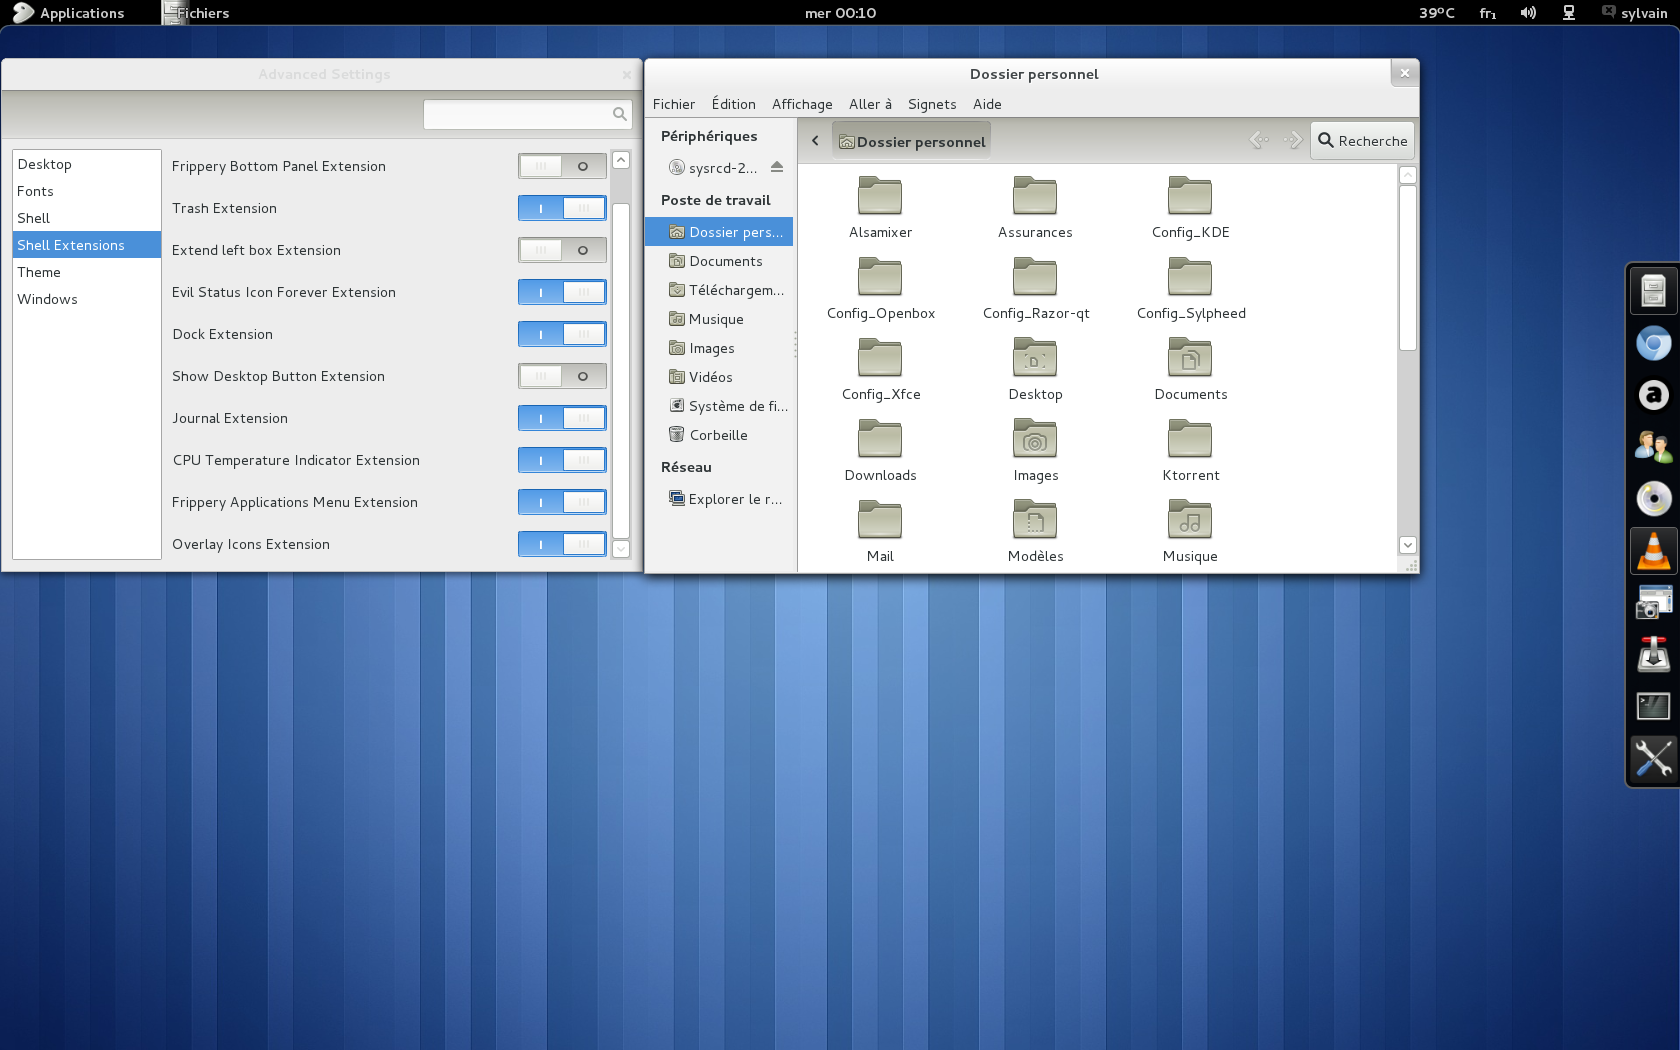 Applications
Fichiers
mer 00:10
39°C
fr₁
sylvain
Advanced Settings
Desktop
Fonts
Shell
Shell Extensions
Theme
Windows
Frippery Bottom Panel Extension
Trash Extension
Extend left box Extension
Evil Status Icon Forever Extension
Dock Extension
Show Desktop Button Extension
Journal Extension
CPU Temperature Indicator Extension
Frippery Applications Menu Extension
Overlay Icons Extension
Dossier personnel
Fichier Édition Affichage Aller à Signets Aide
Périphériques
sysrcd-2...
Poste de travail
Dossier pers...
Documents
Téléchargem...
Musique
Images
Vidéos
Système de fi...
Corbeille
Réseau
Explorer le r...
Dossier personnel
Recherche
Alsamixer Assurances Config_KDE
Config_Openbox Config_Razor-qt Config_Sylpheed
Config_Xfce Desktop Documents
Downloads Images Ktorrent
Mail Modèles Musique
a